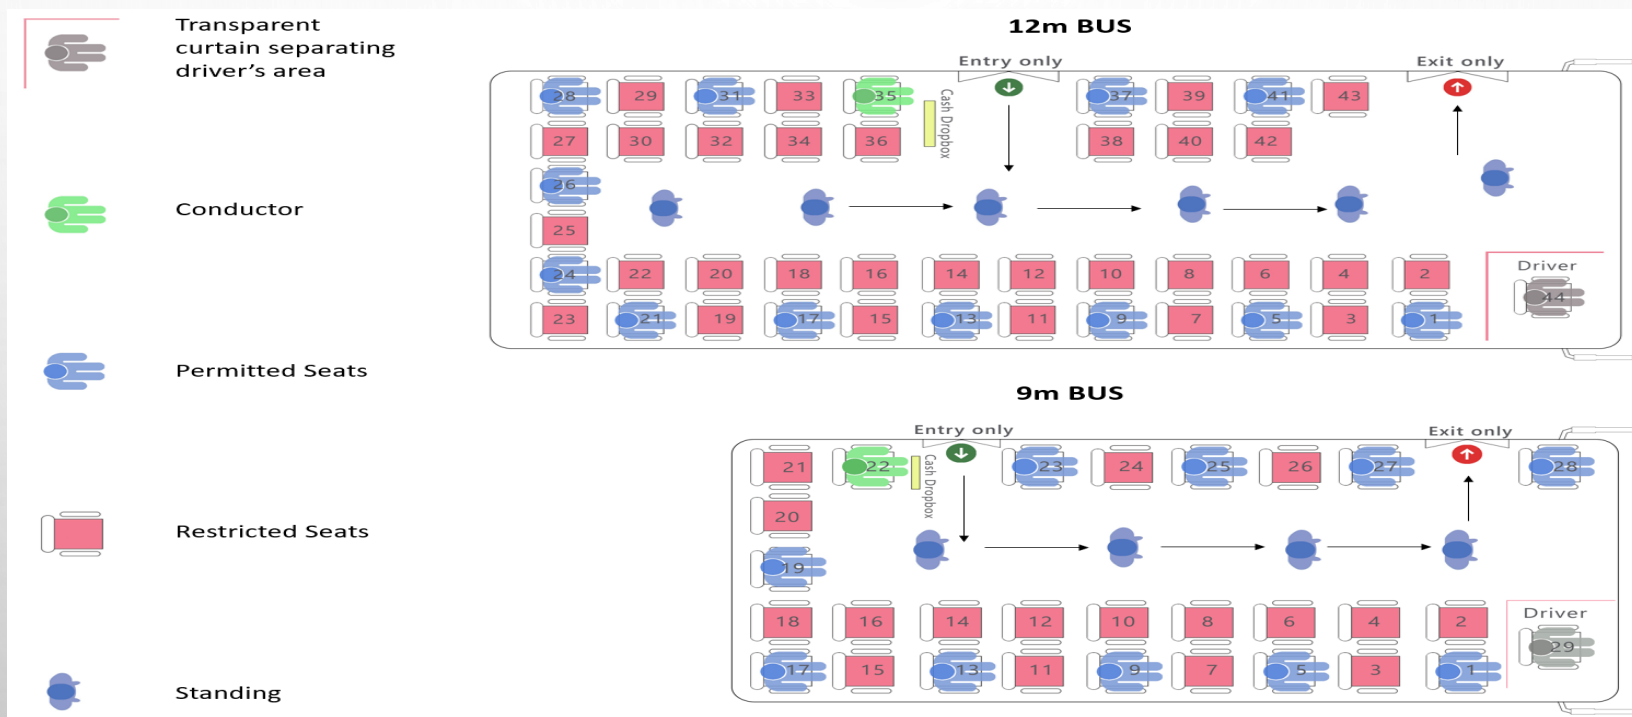 Transparent
curtain separating
driver's area
Conductor
Permitted Seats
Restricted Seats
Standing
12m BUS
Entry only
Exit only
28 29 31 33 35 37 39 41 43
Cash Dropbox
27 30 32 34 36 38 40 42
26
25
24 22 20 18 16 14 12 10 8 6 4 2
Driver
44
23 21 19 17 15 13 11 9 7 5 3 1
9m BUS
Entry only
Exit only
21 22 23 24 25 26 27 28
Cash Dropbox
20
19
18 16 14 12 10 8 6 4 2
Driver
29
17 15 13 11 9 7 5 3 1